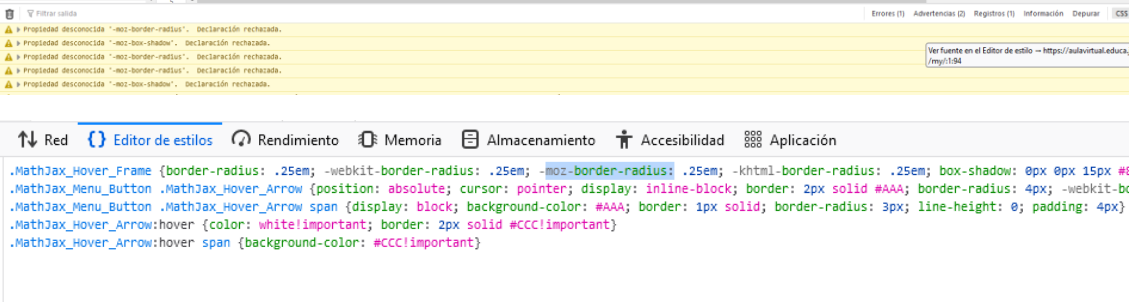 Filtrar salida
Errores (1) Advertencias (2) Registros (1) Información Depurar CSS
Propiedad desconocida '-moz-border-radius'. Declaración rechazada.
Propiedad desconocida '-moz-box-shadow'. Declaración rechazada.
Propiedad desconocida '-moz-border-radius'. Declaración rechazada.
Propiedad desconocida '-moz-border-radius'. Declaración rechazada.
Propiedad desconocida '-moz-box-shadow'. Declaración rechazada.
Ver fuente en el Editor de estilo → https://aulavirtual.educa.
/my/:1:94
Red Editor de estilos Rendimiento Memoria Almacenamiento Accesibilidad Aplicación
.MathJax_Hover_Frame {border-radius: .25em; -webkit-border-radius: .25em; -moz-border-radius: .25em; -khtml-border-radius: .25em; box-shadow: 0px 0px 15px #8
.MathJax_Menu_Button .MathJax_Hover_Arrow {position: absolute; cursor: pointer; display: inline-block; border: 2px solid #AAA; border-radius: 4px; -webkit-bo
.MathJax_Menu_Button .MathJax_Hover_Arrow span {display: block; background-color: #AAA; border: 1px solid; border-radius: 3px; line-height: 0; padding: 4px}
.MathJax_Hover_Arrow:hover {color: white!important; border: 2px solid #CCC!important}
.MathJax_Hover_Arrow:hover span {background-color: #CCC!important}